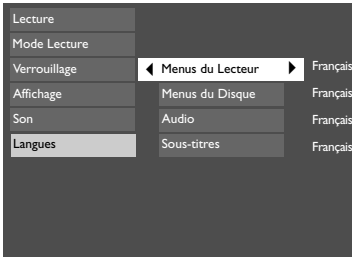 Lecture
Mode Lecture
Verrouillage
Menus du Lecteur
Français
Affichage
Menus du Disque
Français
Son
Audio
Français
Langues
Sous-titres
Français